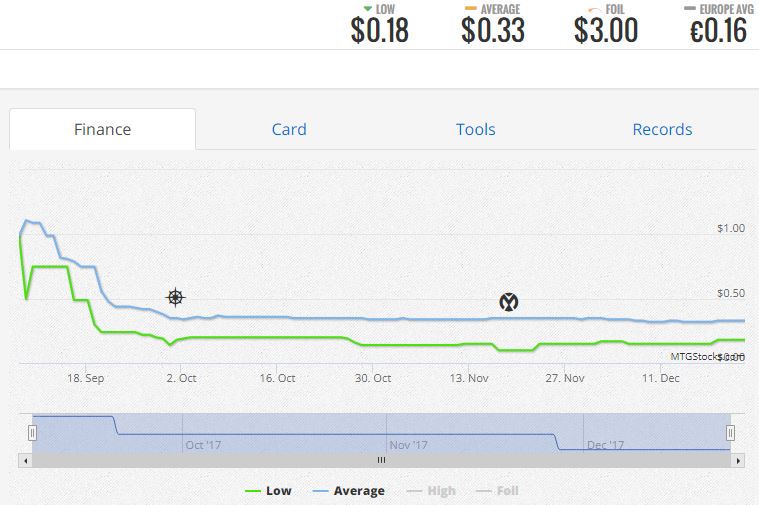 LOW AVERAGE FOIL EUROPE AVG
$0.18 $0.33 $3.00 €0.16
Finance Card Tools Records
$1.00
$0.50
MTGStocks.com
$0.00
18. Sep 2. Oct 16. Oct 30. Oct 13. Nov 27. Nov 11. Dec
Oct '17 Nov '17 Dec '17
Low Average High Foil